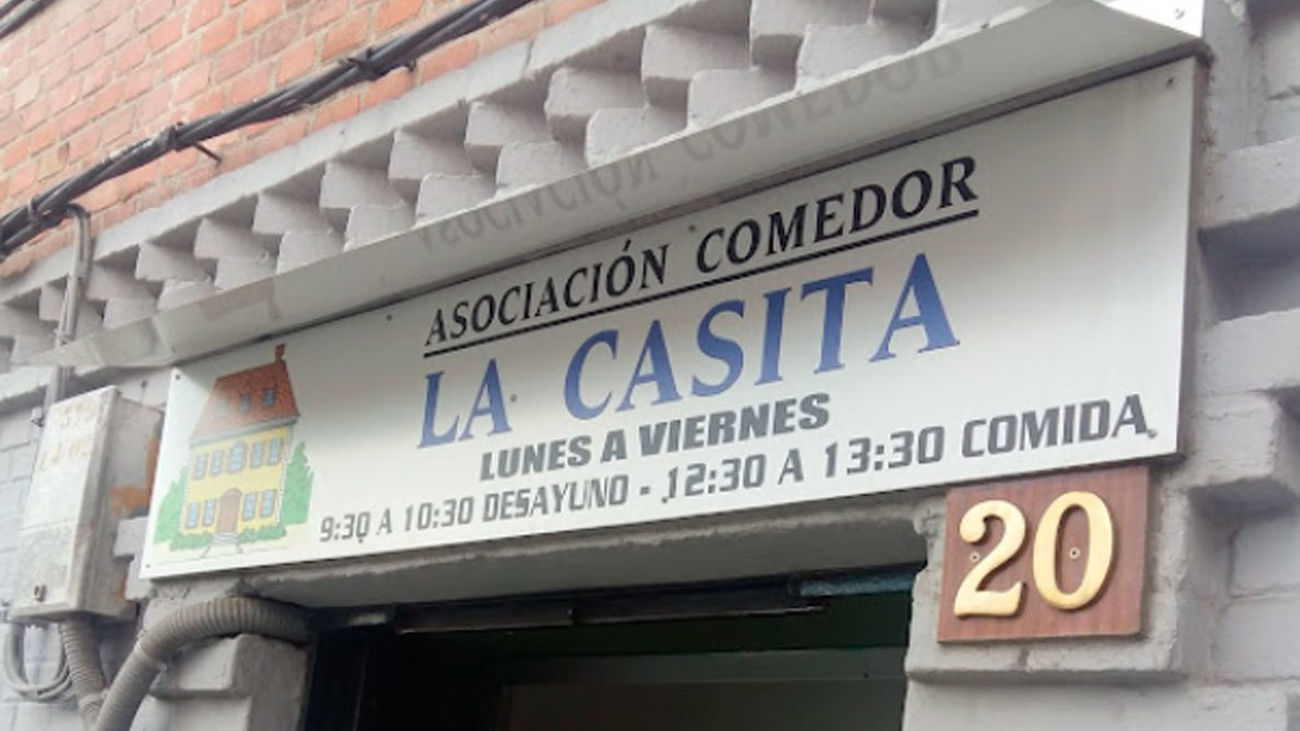 ASOCIACIÓN COMEDOR
LA CASITA
LUNES A VIERNES
9:30 A 10:30 DESAYUNO - 12:30 A 13:30 COMIDA
20